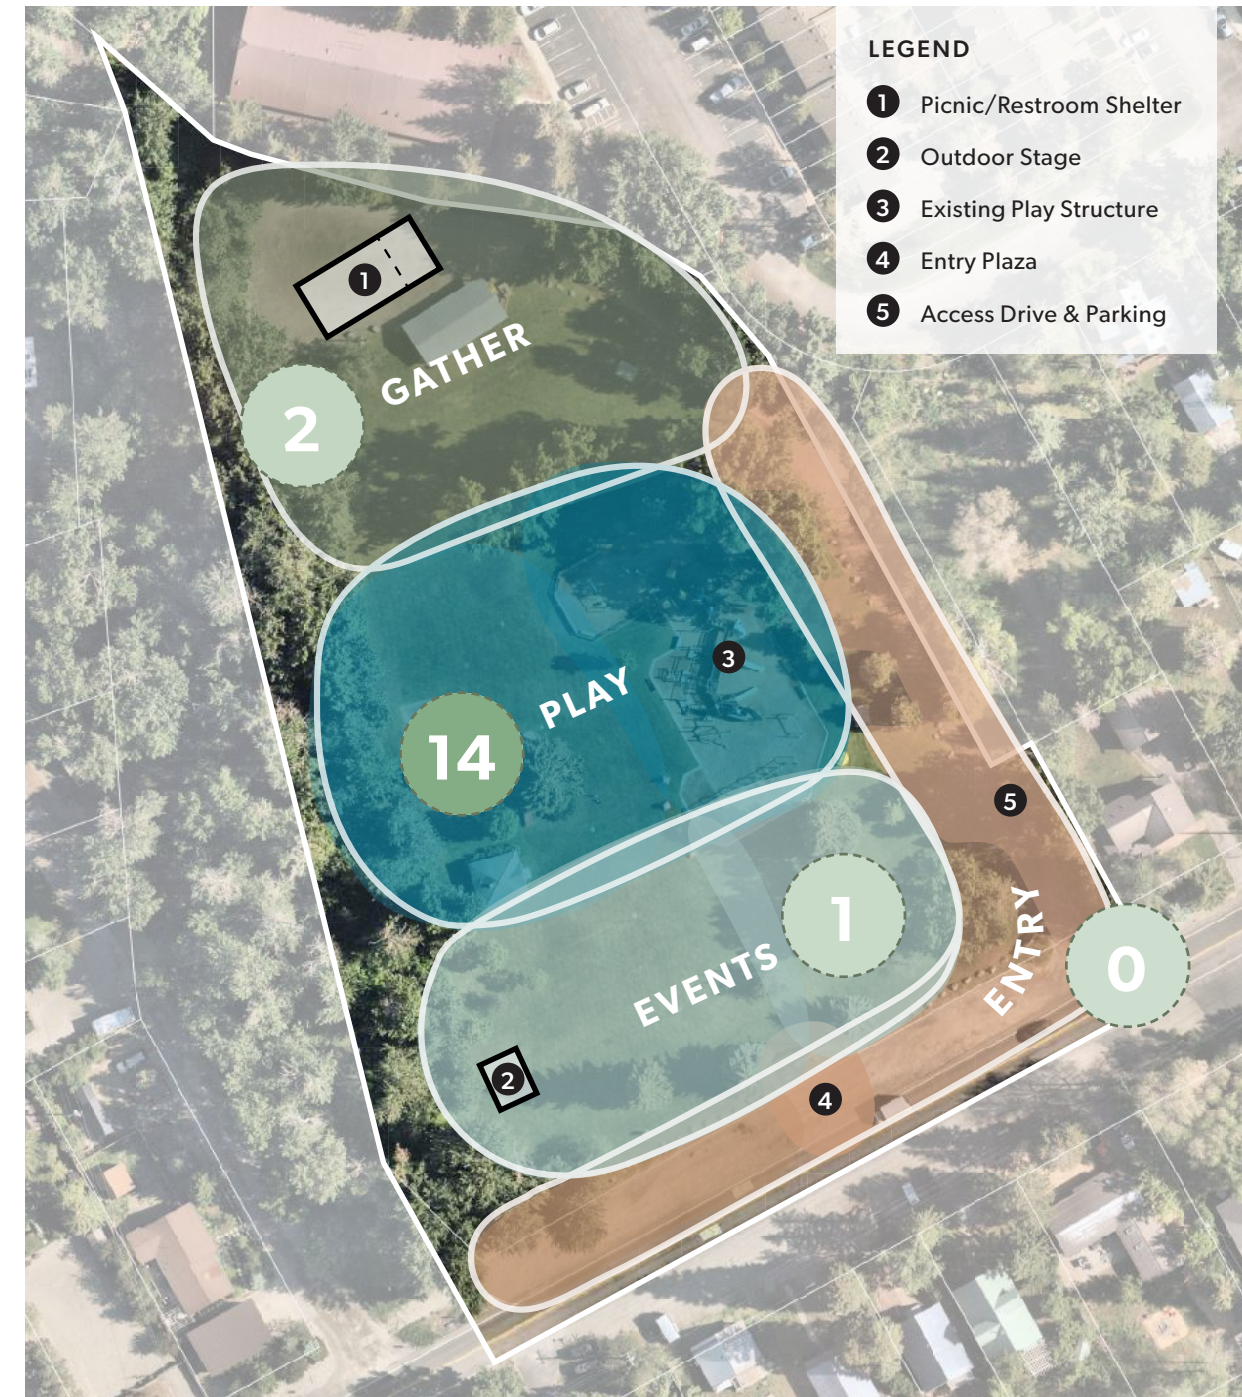 LEGEND
1 Picnic/Restroom Shelter
2 Outdoor Stage
3 Existing Play Structure
4 Entry Plaza
5 Access Drive & Parking
1
GATHER
2
3
PLAY
14
5
1
ENTRY
EVENTS
0
2
4